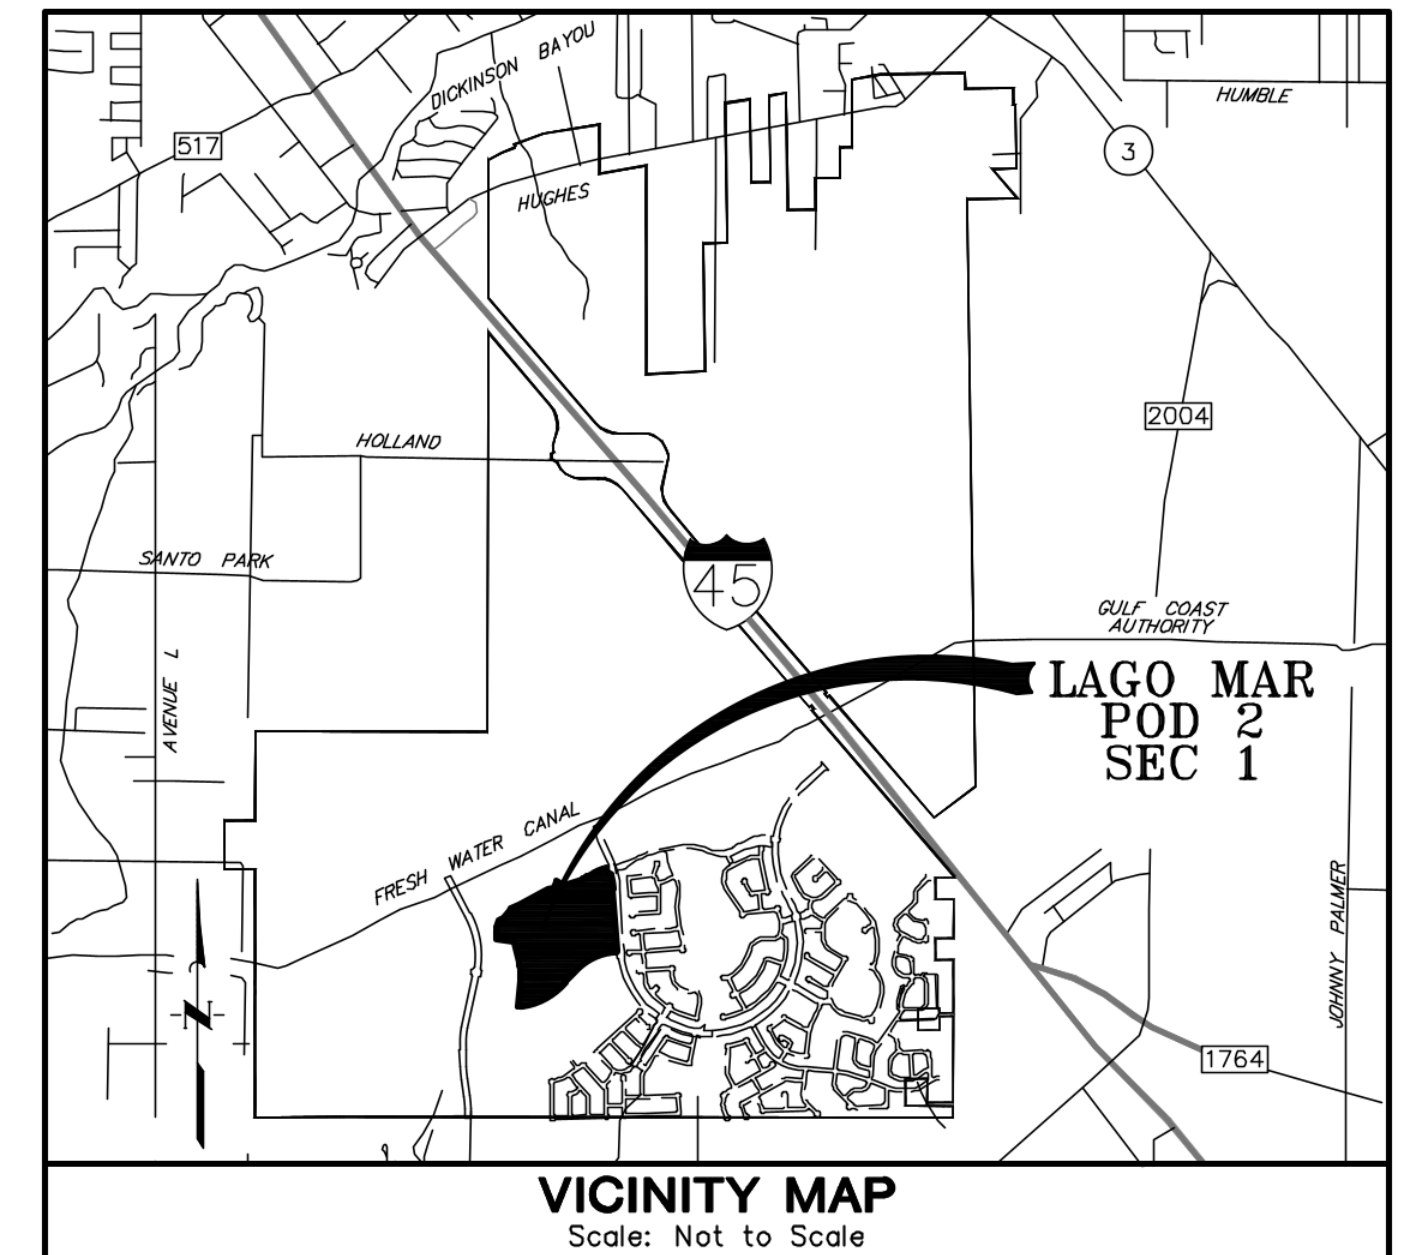 DICKINSON BAYOU
HUMBLE
517
3
HUGHES
2004
HOLLAND
SANTO PARK
45
GULF COAST
AUTHORITY
AVENUE L
LAGO MAR
POD 2
SEC 1
FRESH WATER CANAL
JOHNNY PALMER
N
1764
VICINITY MAP
Scale: Not to Scale